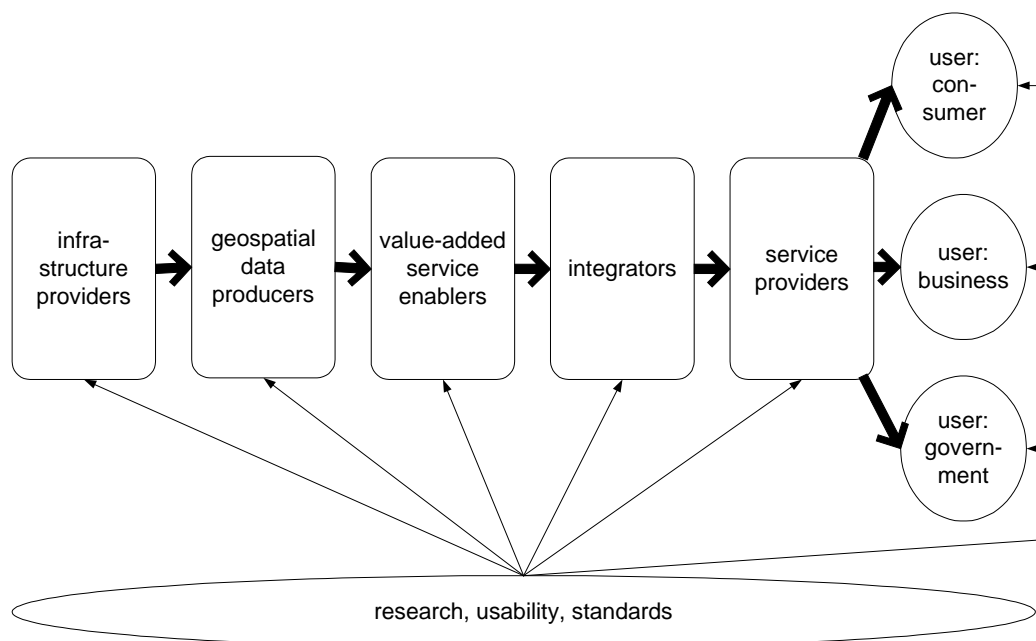 user:
con-
sumer
infra-
structure
providers
geospatial
data
producers
value-added
service
enablers
integrators
service
providers
user:
business
user:
govern-
ment
research, usability, standards